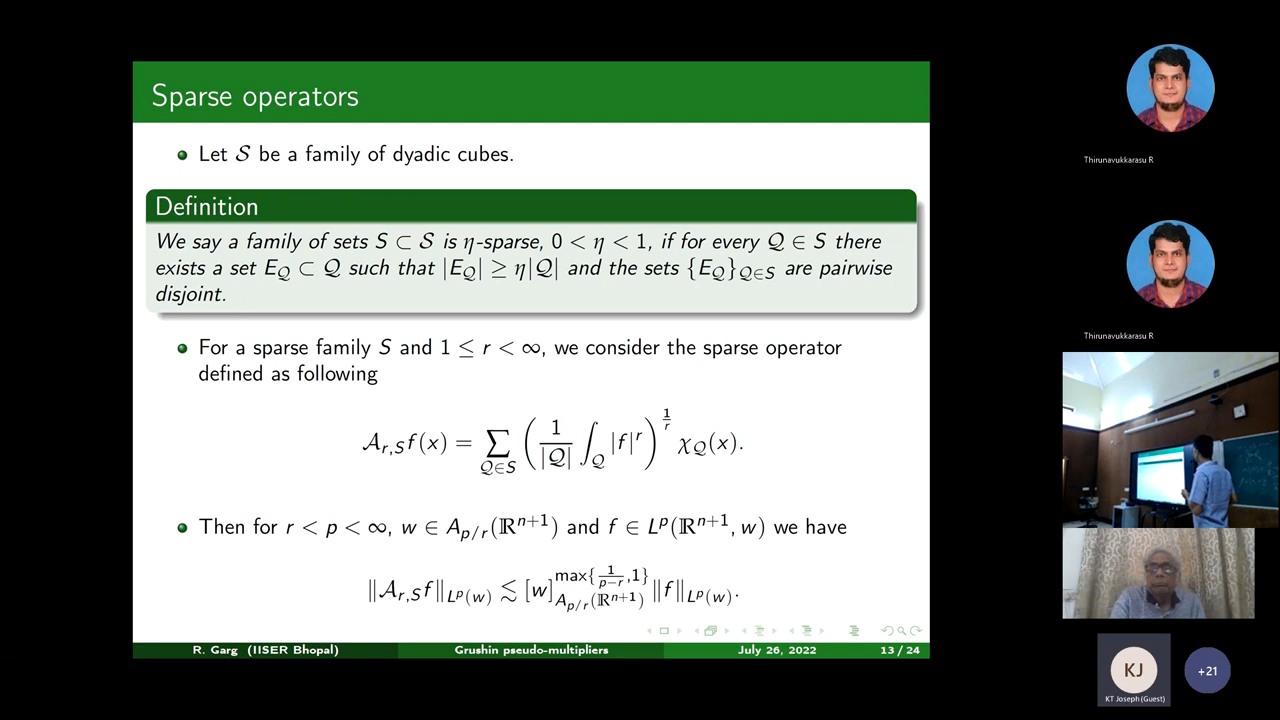 Sparse operators
Let 𝒮 be a family of dyadic cubes.
Definition
We say a family of sets S ⊂ 𝒮 is η-sparse, 0 < η < 1, if for every 𝒬 ∈ S there
exists a set E_𝒬 ⊂ 𝒬 such that |E_𝒬| ≥ η|𝒬| and the sets {E_𝒬}_{𝒬∈S} are pairwise
disjoint.
For a sparse family S and 1 ≤ r < ∞, we consider the sparse operator
defined as following
𝒜_{r,S} f(x) = ∑_{𝒬∈S} ( \frac{1}{|𝒬|} ∫_𝒬 |f|^r )^{\frac{1}{r}} χ_𝒬(x).
Then for r < p < ∞, w ∈ A_{p/r}(ℝ^{n+1}) and f ∈ L^p(ℝ^{n+1}, w) we have
‖𝒜_{r,S} f‖_{L^p(w)} ≲ [w]_{A_{p/r}(ℝ^{n+1})}^{max{\frac{1}{p−r},1}} ‖f‖_{L^p(w)}.
R. Garg (IISER Bhopal) Grushin pseudo-multipliers July 26, 2022 13 / 24
Thirunavukkarasu R
Thirunavukkarasu R
KJ
KT Joseph (Guest)
+21